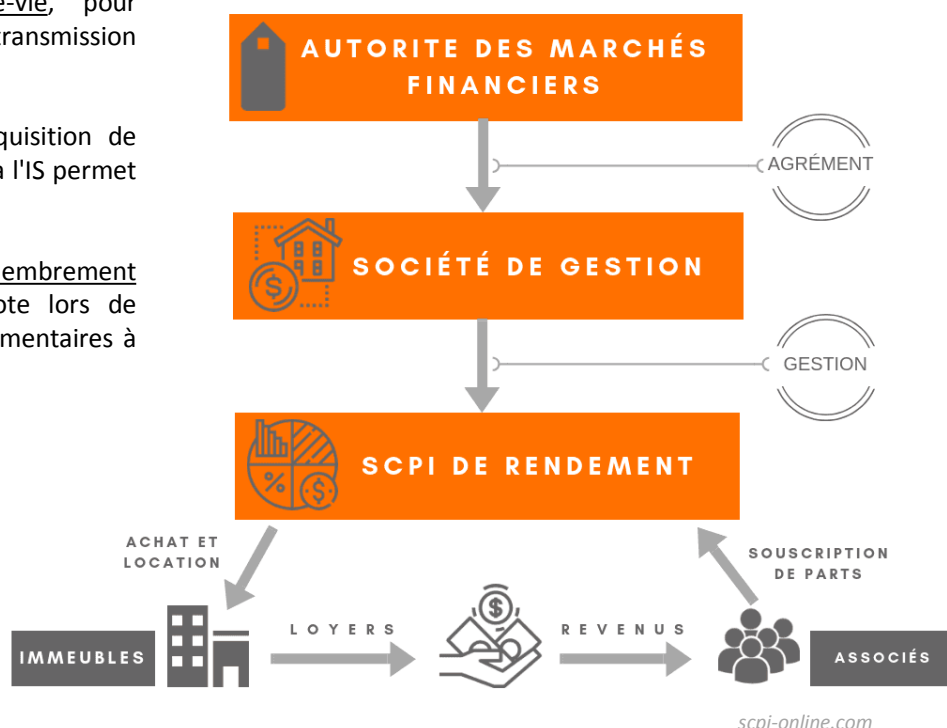 e-vie, pour
transmission
quisition de
à l'IS permet
embrement
ote lors de
mentaires à
AUTORITE DES MARCHÉS
FINANCIERS
AGRÉMENT
SOCIÉTÉ DE GESTION
GESTION
SCPI DE RENDEMENT
ACHAT ET
LOCATION
SOUSCRIPTION
DE PARTS
IMMEUBLES
LOYERS
REVENUS
ASSOCIÉS
scpi-online.com